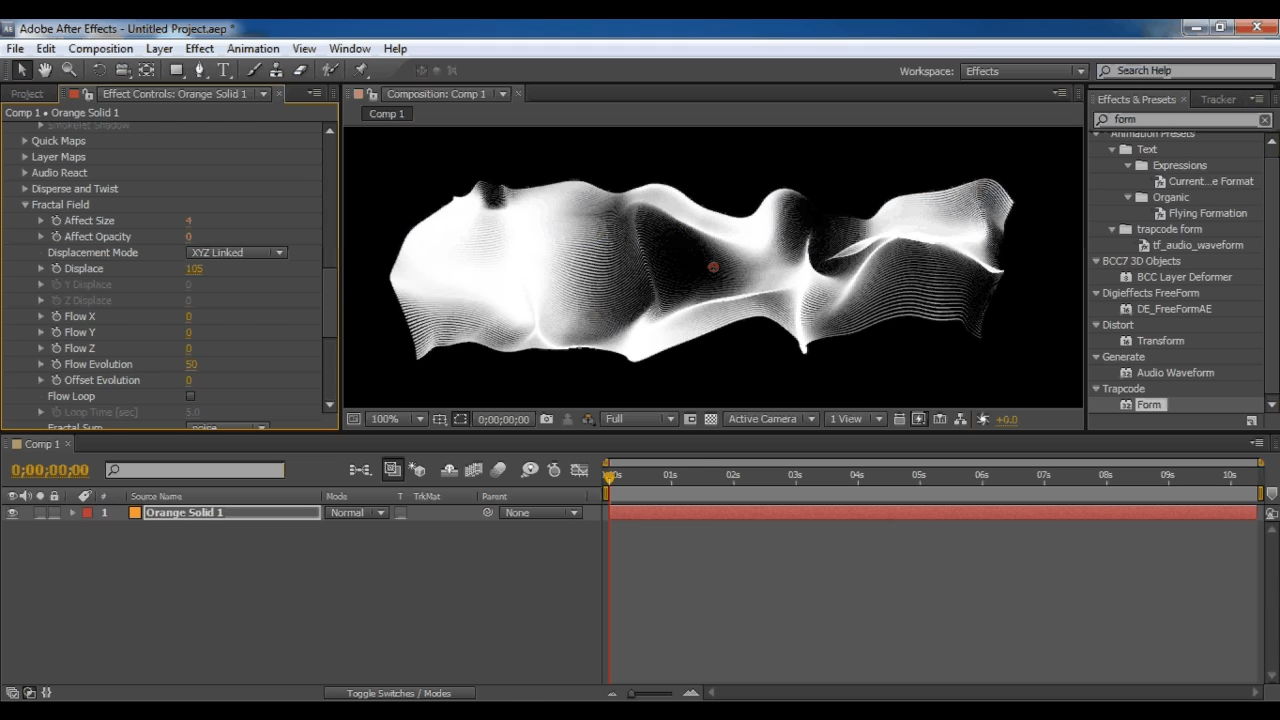 Adobe After Effects - Untitled Project.aep *
File Edit Composition Layer Effect Animation View Window Help
Workspace: Effects Search Help
Project Effect Controls: Orange Solid 1 Composition: Comp 1 Effects & Presets Tracker
Comp 1 • Orange Solid 1
Comp 1
form
Smokelet Shadow
Quick Maps
Layer Maps
Audio React
Disperse and Twist
Fractal Field
Affect Size 4
Affect Opacity 0
Displacement Mode XYZ Linked
Displace 105
Y Displace 0
Z Displace 0
Flow X 0
Flow Y 0
Flow Z 0
Flow Evolution 50
Offset Evolution 0
Flow Loop
Loop Time [sec] 5.0
Fractal Sum noise
Animation Presets
Text
Expressions
Current...e Format
Organic
Flying Formation
trapcode form
tf_audio_waveform
BCC7 3D Objects
BCC Layer Deformer
Digieffects FreeForm
DE_FreeFormAE
Distort
Transform
Generate
Audio Waveform
Trapcode
Form
100% 0;00;00;00 Full Active Camera 1 View +0.0
Comp 1
0;00;00;00
0s 01s 02s 03s 04s 05s 06s 07s 08s 09s 10s
# Source Name Mode T TrkMat Parent
1 Orange Solid 1 Normal None
Toggle Switches / Modes